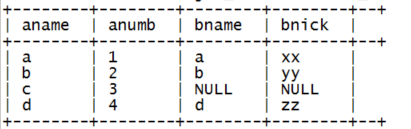 +--------+--------+--------+--------+--+
| aname | anumb | bname | bnick | |
+--------+--------+--------+--------+--+
| a | 1 | a | xx | |
| b | 2 | b | yy | |
| c | 3 | NULL | NULL | |
| d | 4 | d | zz | |
+--------+--------+--------+--------+--+